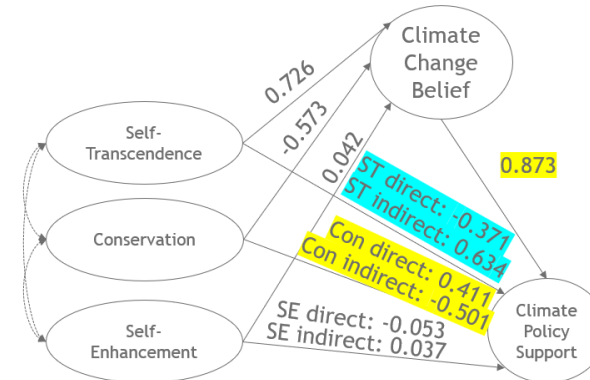 Climate
Change
Belief
0.726
-0.573
0.042
0.873
Self-
Transcendence
ST direct: -0.371
ST indirect: 0.634
Conservation
Con direct: 0.411
Con indirect: -0.501
Self-
Enhancement
SE direct: -0.053
SE indirect: 0.037
Climate
Policy
Support